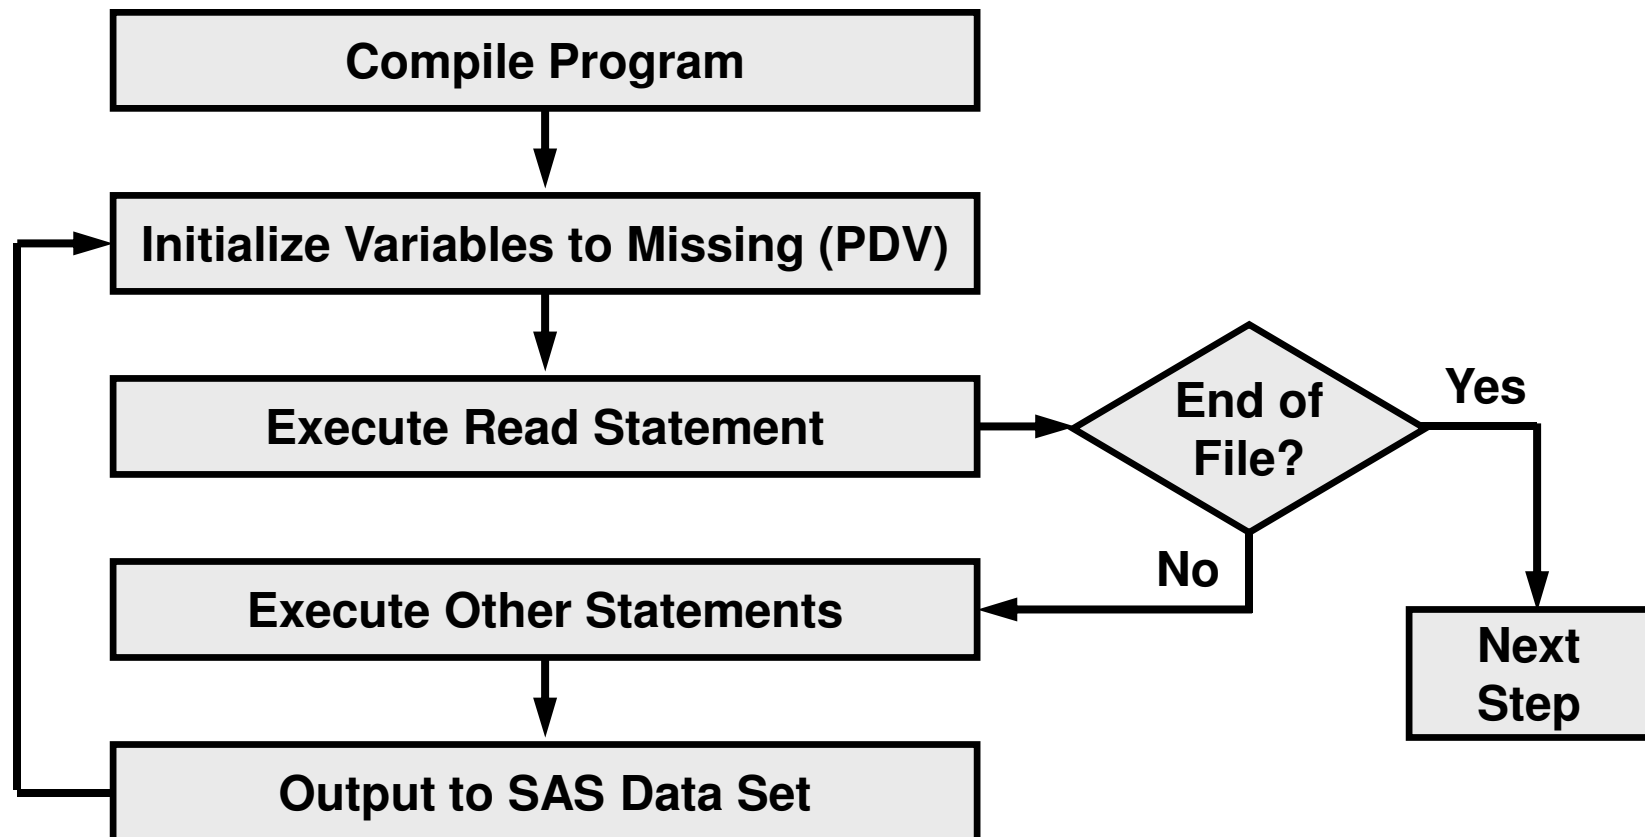 Compile Program
Initialize Variables to Missing (PDV)
Execute Read Statement
End of
File?
Yes
No
Execute Other Statements
Next
Step
Output to SAS Data Set